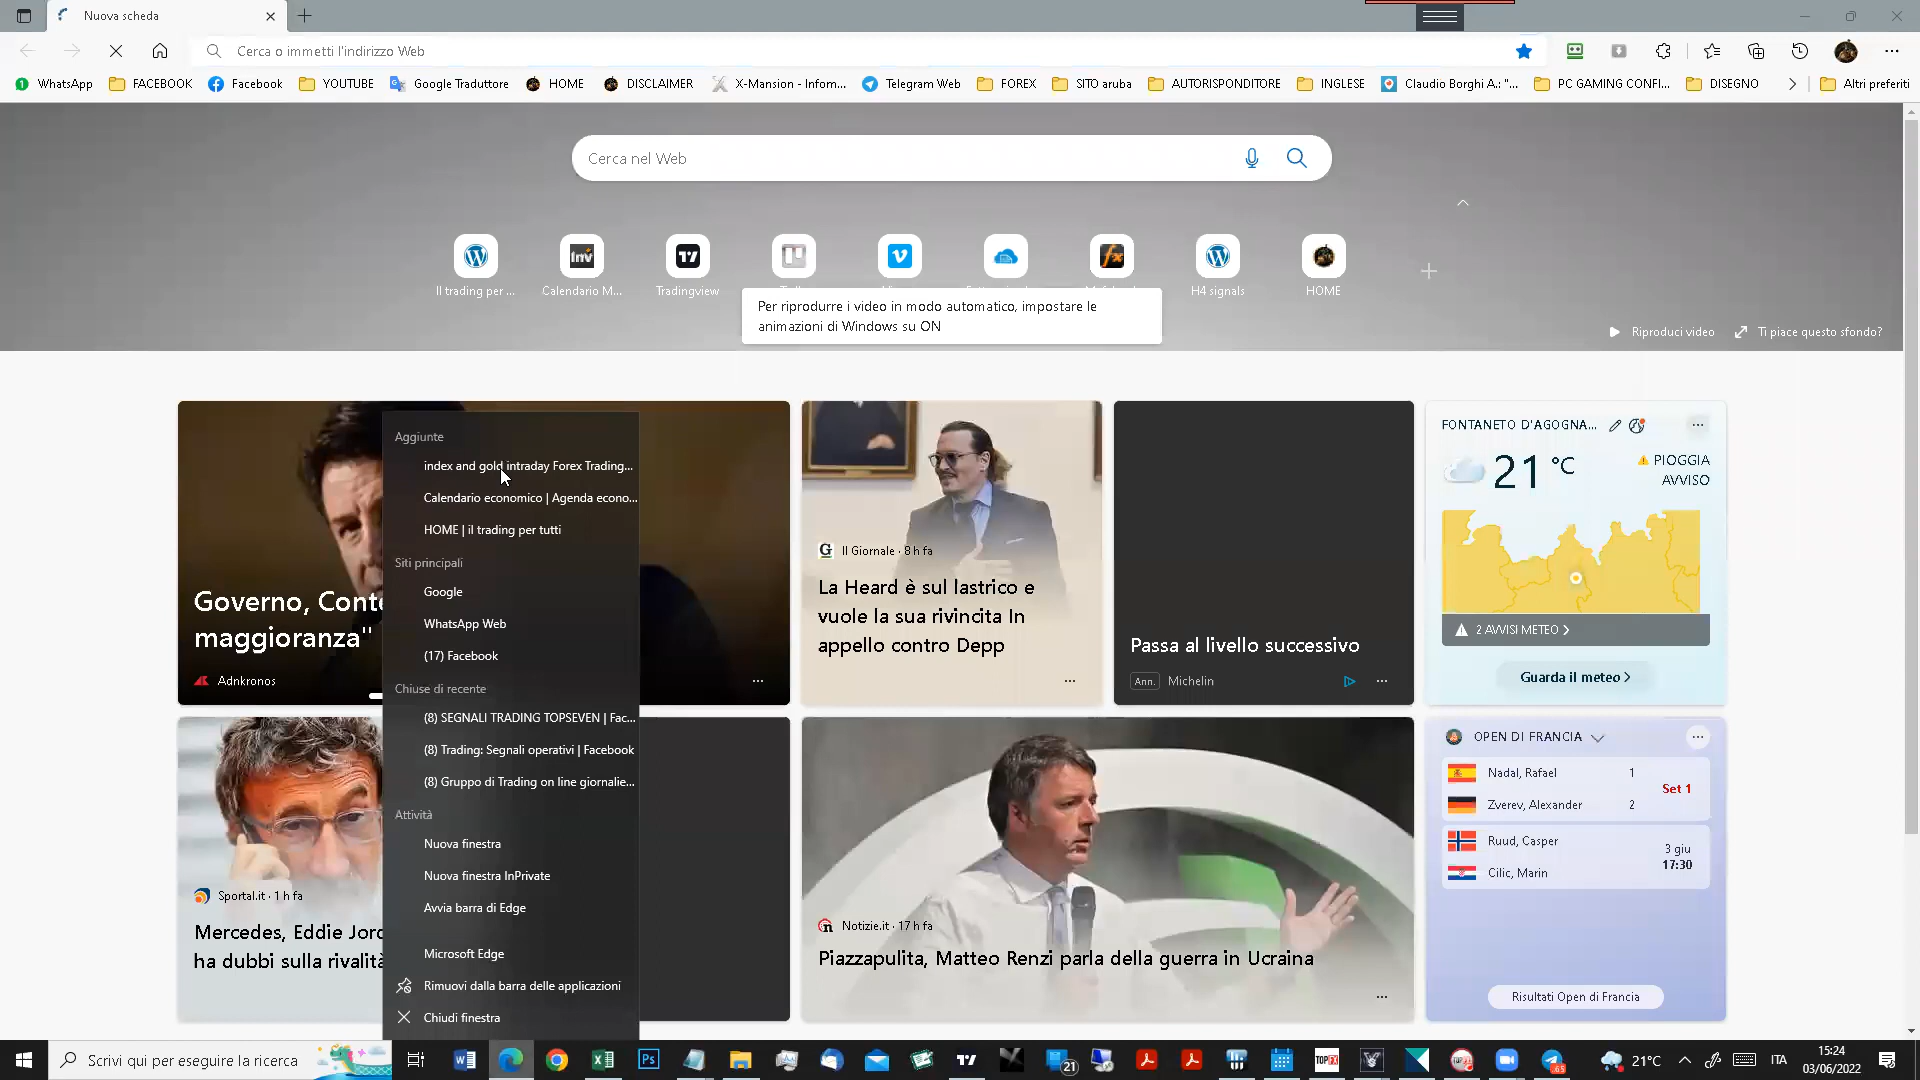 Nuova scheda
Cerca o immetti l'indirizzo Web
WhatsApp
FACEBOOK
Facebook
YOUTUBE
Google Traduttore
HOME
DISCLAIMER
X-Mansion - Inform...
Telegram Web
FOREX
SITO aruba
AUTORISPONDITORE
INGLESE
Claudio Borghi A.: "...
PC GAMING CONFI...
DISEGNO
Altri preferiti
Cerca nel Web
Il trading per ...
Calendario M...
Tradingview
H4 signals
HOME
Per riprodurre i video in modo automatico, impostare le
animazioni di Windows su ON
Riproduci video
Ti piace questo sfondo?
Governo, Conte
maggioranza"
Adnkronos
Aggiunte
index and gold intraday Forex Trading...
Calendario economico | Agenda econo...
HOME | il trading per tutti
Siti principali
Google
WhatsApp Web
(17) Facebook
Chiuse di recente
(8) SEGNALI TRADING TOPSEVEN | Fac...
(8) Trading: Segnali operativi | Facebook
(8) Gruppo di Trading on line giornalie...
Attività
Nuova finestra
Nuova finestra InPrivate
Avvia barra di Edge
Microsoft Edge
Rimuovi dalla barra delle applicazioni
Chiudi finestra
Il Giornale · 8 h fa
La Heard è sul lastrico e
vuole la sua rivincita In
appello contro Depp
Passa al livello successivo
Ann. Michelin
FONTANETO D'AGOGNA...
21 °C
PIOGGIA
AVVISO
2 AVVISI METEO
Guarda il meteo
Sportal.it · 1 h fa
Mercedes, Eddie Jord
ha dubbi sulla rivalità
Notizie.it · 17 h fa
Piazzapulita, Matteo Renzi parla della guerra in Ucraina
OPEN DI FRANCIA
Nadal, Rafael 1
Zverev, Alexander 2
Set 1
Ruud, Casper
Cilic, Marin
3 giu
17:30
Risultati Open di Francia
Scrivi qui per eseguire la ricerca
21
21°C
ITA
15:24
03/06/2022